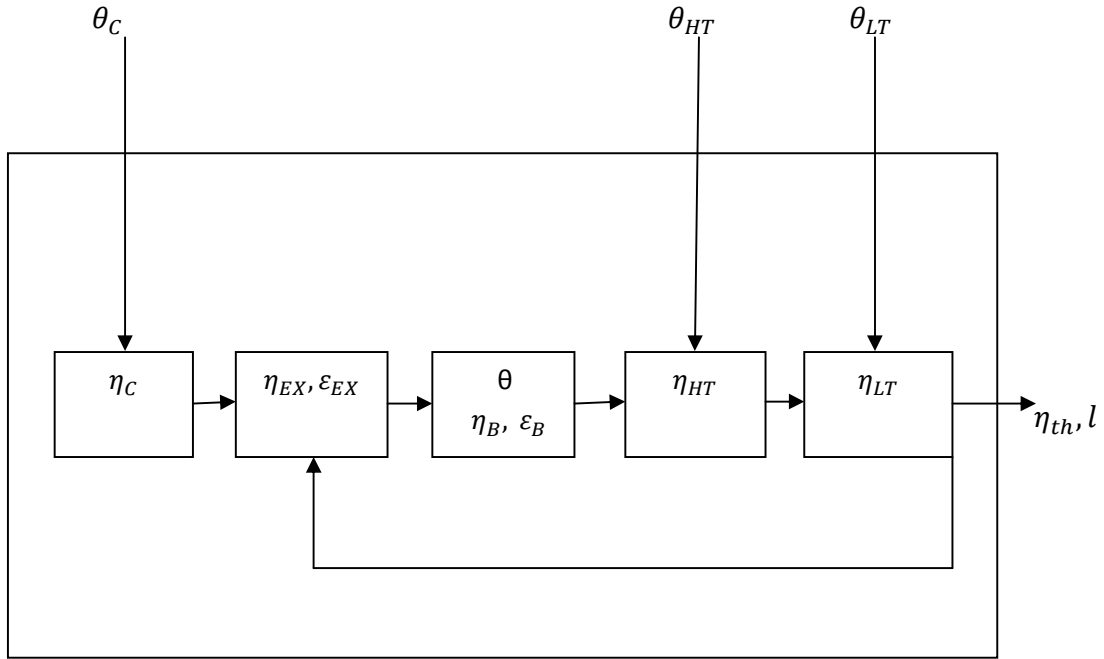 θ_C θ_HT θ_LT
η_C η_EX, ε_EX θ η_HT η_LT
η_B, ε_B
η_th, l